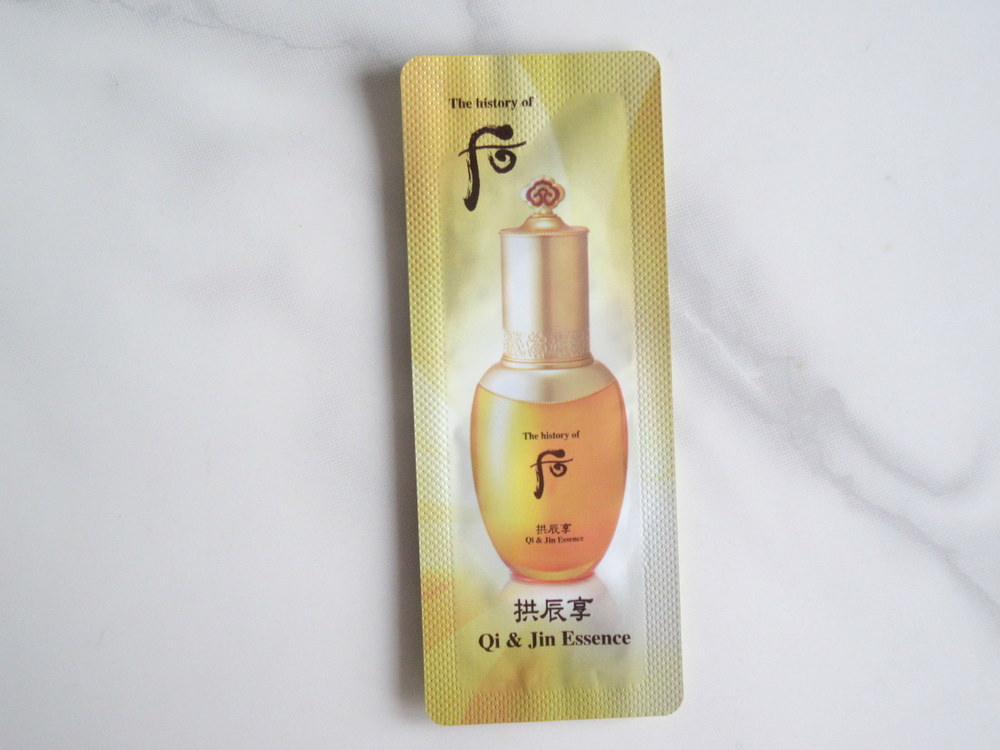 The history of
后
The history of
后
拱辰享
Qi & Jin Essence
拱辰享
Qi & Jin Essence